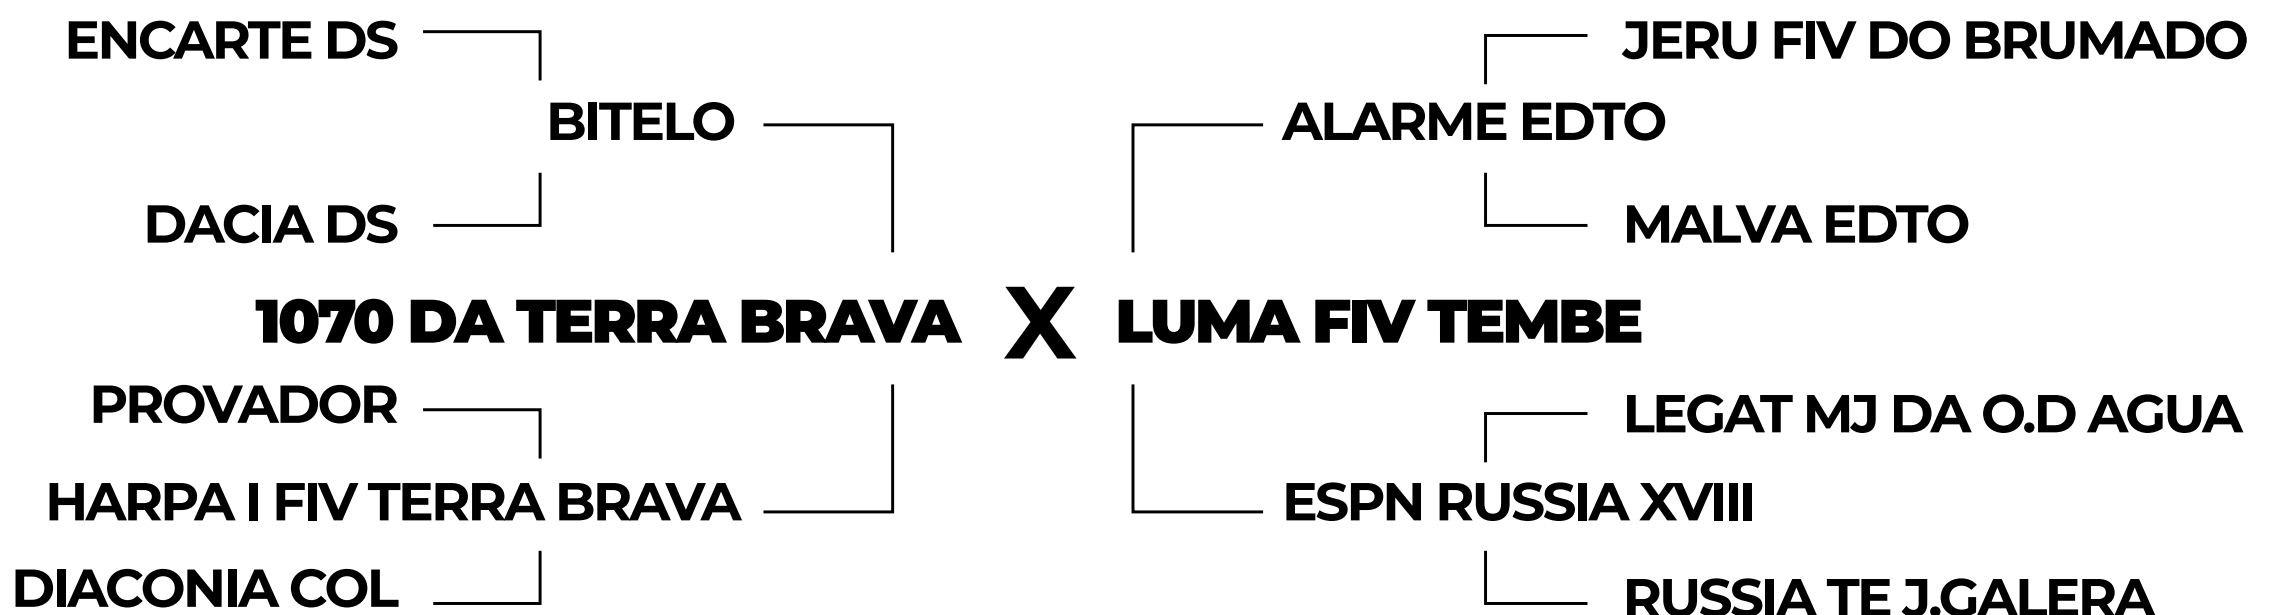 ENCARTE DS
JERU FIV DO BRUMADO
BITELO
ALARME EDTO
DACIA DS
MALVA EDTO
1070 DA TERRA BRAVA X LUMA FIV TEMBE
PROVADOR
LEGAT MJ DA O.D AGUA
HARPA I FIV TERRA BRAVA
ESPN RUSSIA XVIII
DIACONIA COL
RUSSIA TE J.GALERA